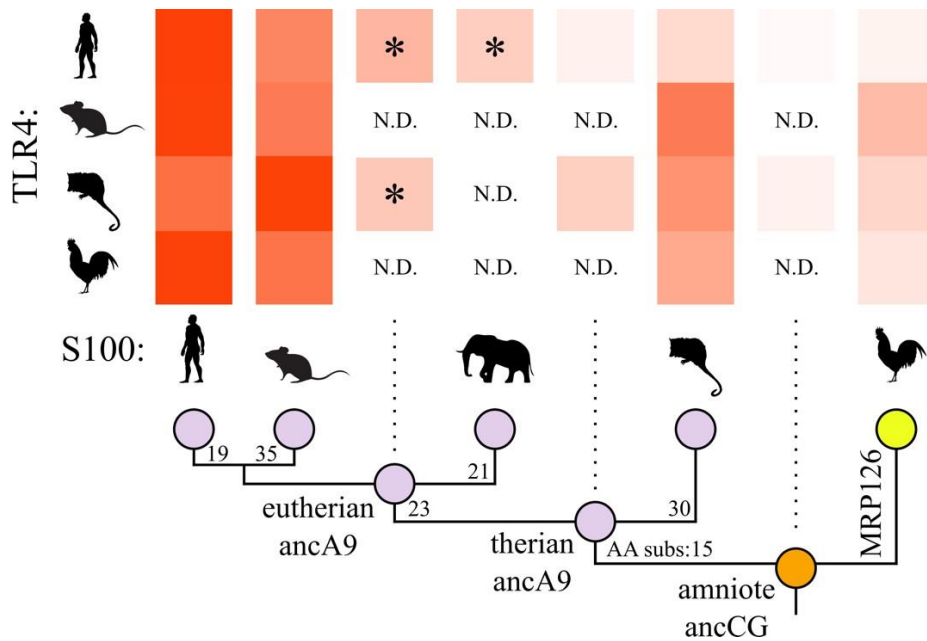 TLR4:
* *
N.D. N.D. N.D. N.D.
* N.D.
N.D. N.D. N.D. N.D.
S100:
19 35 21 30
eutherian
ancA9
23
therian
ancA9
AA subs:15
MRP126
amniote
ancCG